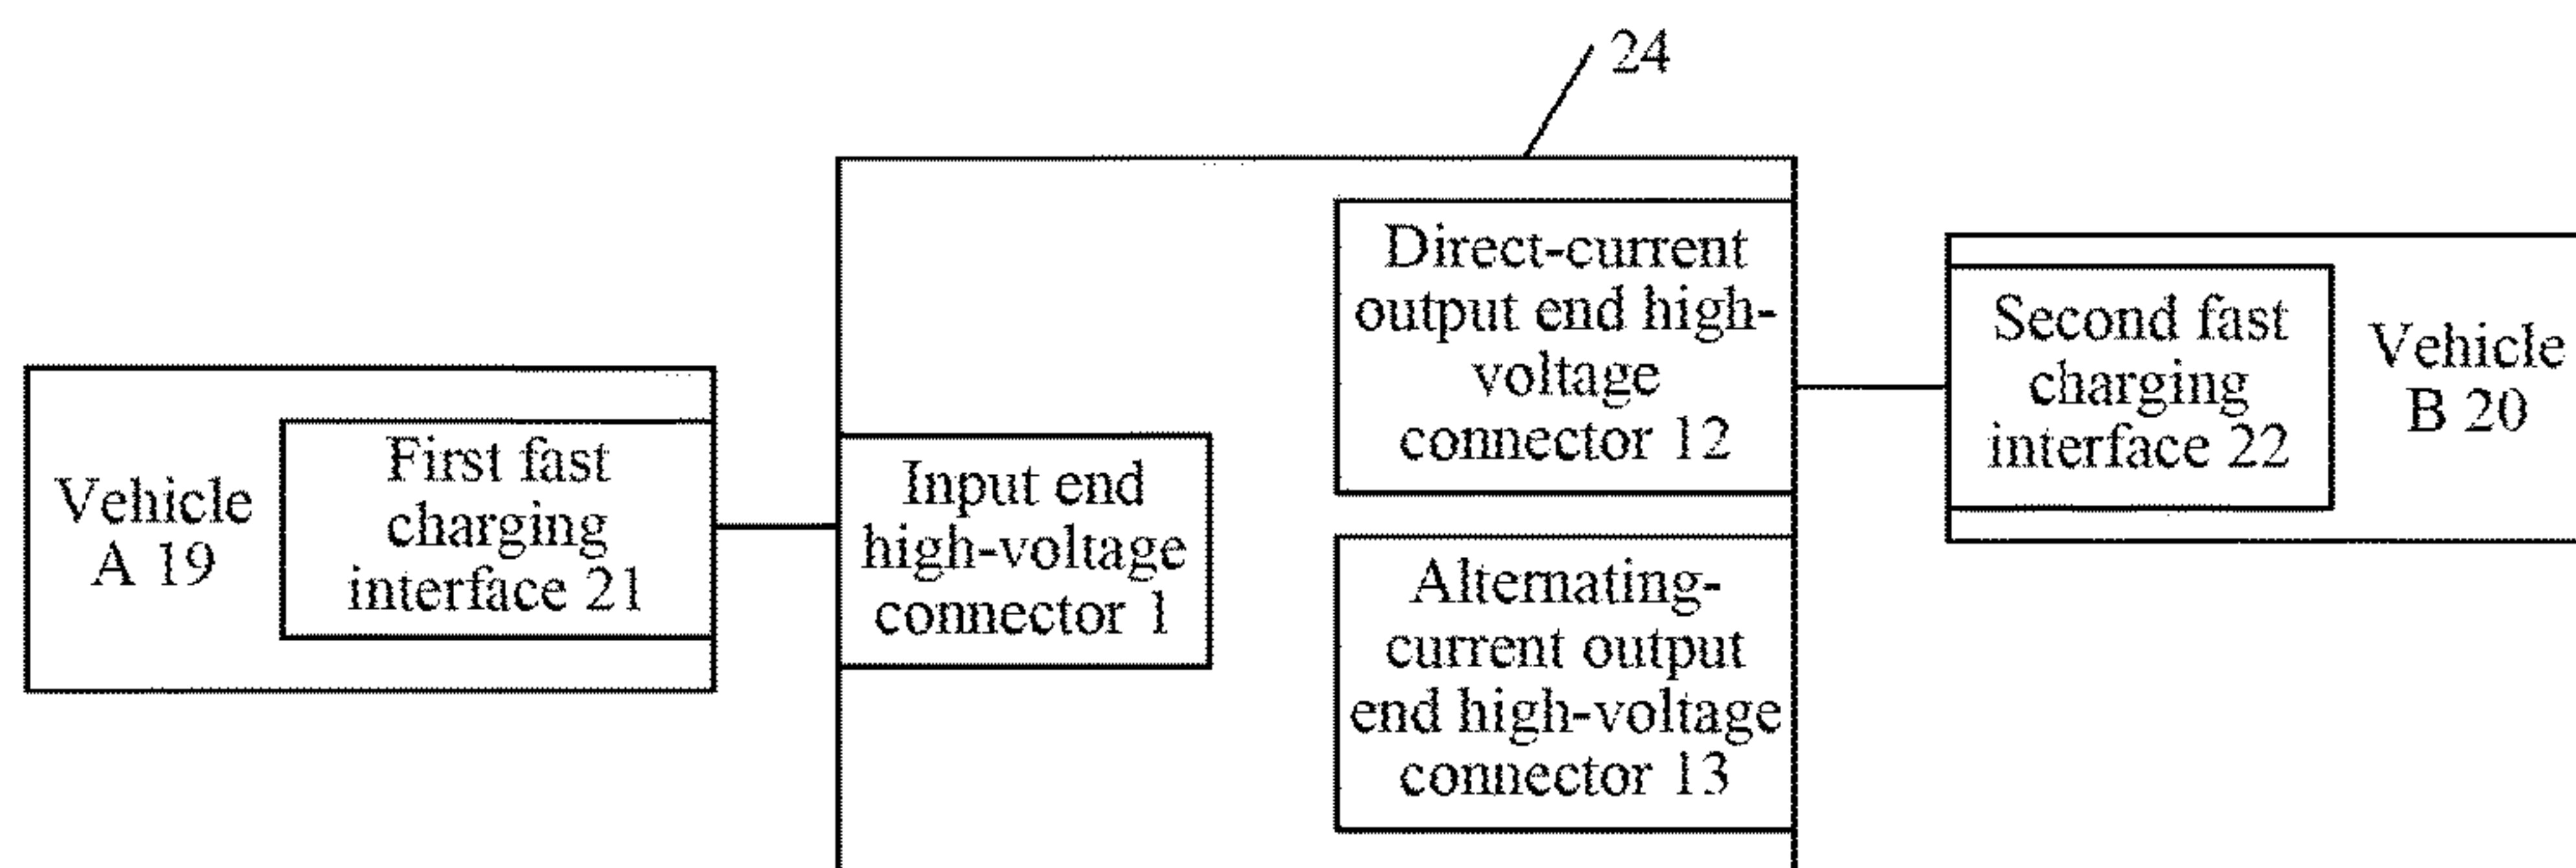 24
Direct-current
output end high-
voltage
connector 12
Second fast
charging
interface 22
Vehicle
B 20
First fast
charging
interface 21
Vehicle
A 19
Input end
high-voltage
connector 1
Alternating-
current output
end high-voltage
connector 13